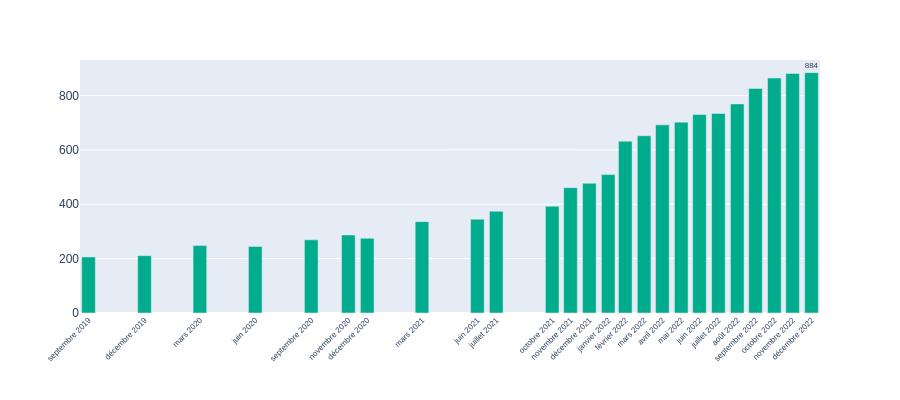 884
800
600
400
200
0
septembre 2019
décembre 2019
mars 2020
juin 2020
septembre 2020
novembre 2020
décembre 2020
mars 2021
juin 2021
juillet 2021
octobre 2021
novembre 2021
décembre 2021
janvier 2022
février 2022
mars 2022
avril 2022
mai 2022
juin 2022
juillet 2022
août 2022
septembre 2022
octobre 2022
novembre 2022
décembre 2022